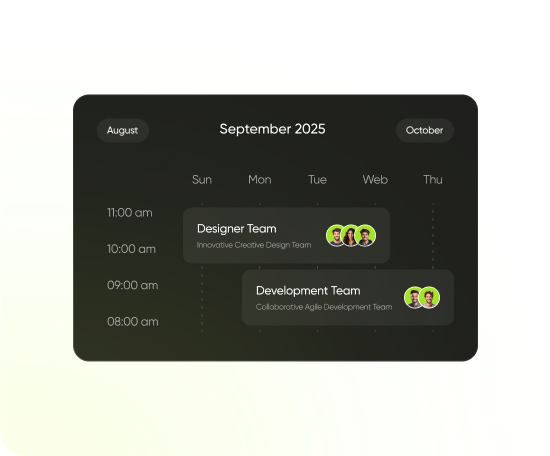 August
September 2025
October
Sun Mon Tue Web Thu
11:00 am
Designer Team
Innovative Creative Design Team
10:00 am
09:00 am
Development Team
Collaborative Agile Development Team
08:00 am